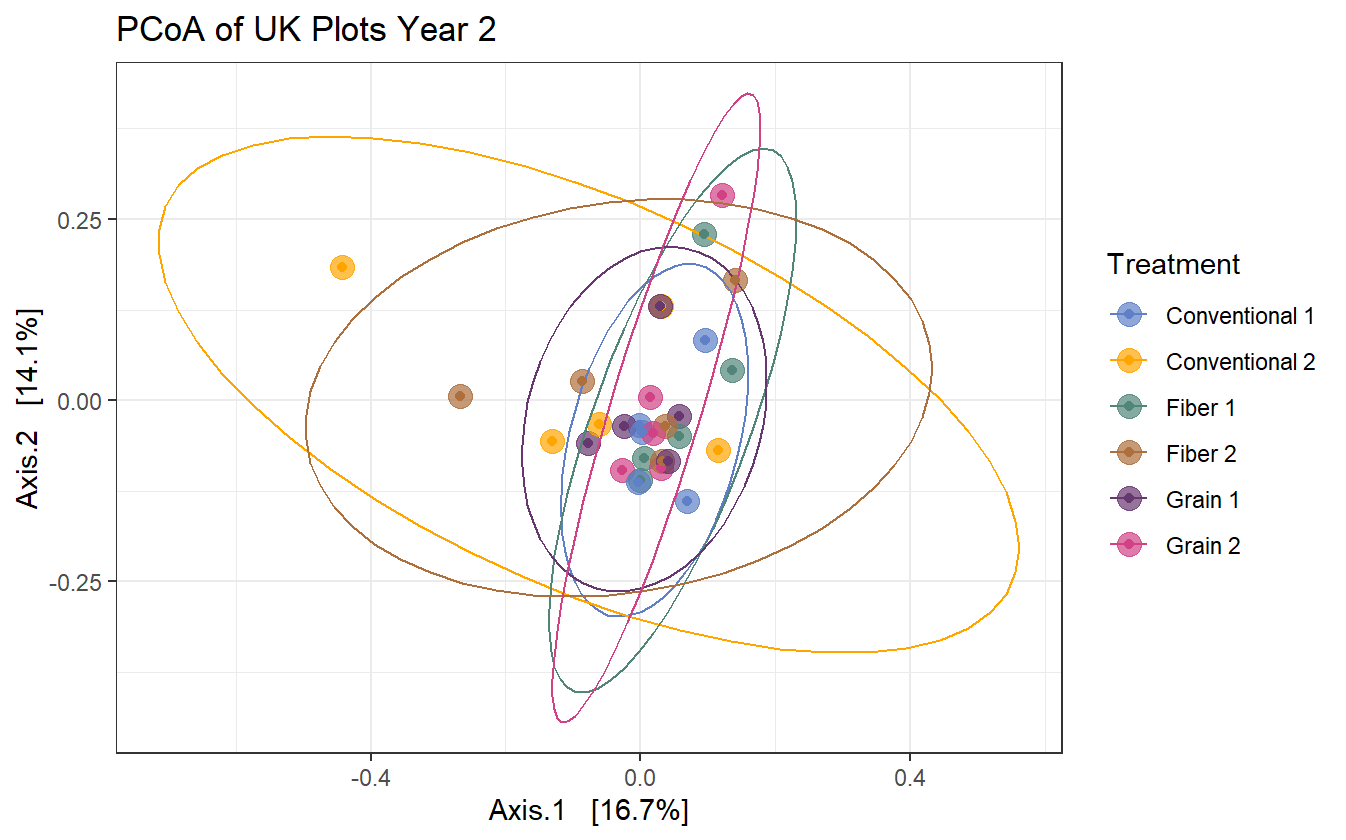 PCoA of UK Plots Year 2
Axis.2 [14.1%]
0.25
0.00
-0.25
-0.4
0.0
0.4
Axis.1 [16.7%]
Treatment
Conventional 1
Conventional 2
Fiber 1
Fiber 2
Grain 1
Grain 2